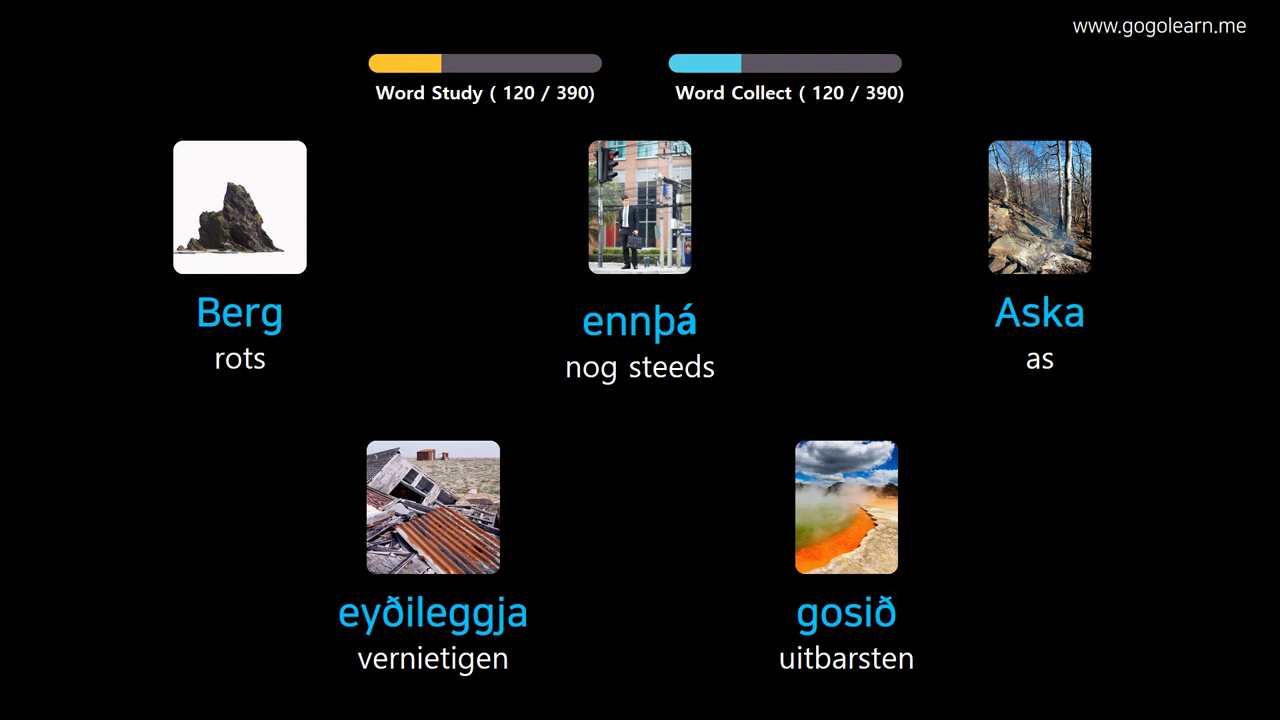 www.gogolearn.me
Word Study ( 120 / 390)
Word Collect ( 120 / 390)
Berg
rots
ennþá
nog steeds
Aska
as
eyðileggja
vernietigen
gosið
uitbarsten